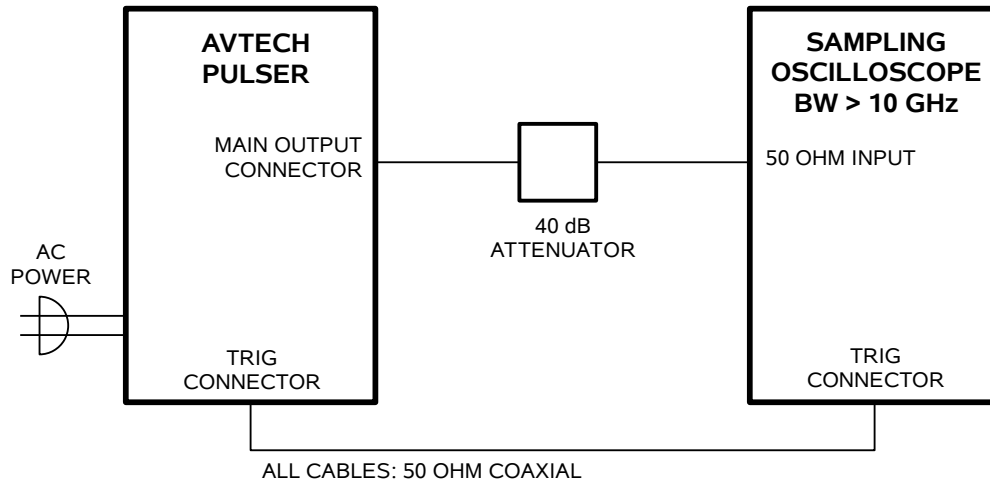 AVTECH
PULSER
MAIN OUTPUT
CONNECTOR
AC
POWER
TRIG
CONNECTOR
40 dB
ATTENUATOR
SAMPLING
OSCILLOSCOPE
BW > 10 GHz
50 OHM INPUT
TRIG
CONNECTOR
ALL CABLES: 50 OHM COAXIAL